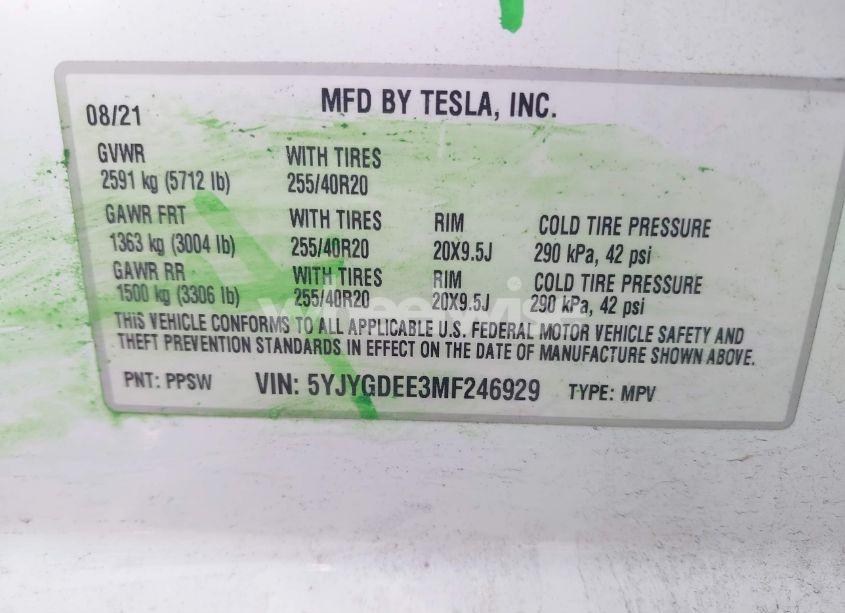 MFD BY TESLA, INC.
08/21
GVWR WITH TIRES
2591 kg (5712 lb) 255/40R20
GAWR FRT WITH TIRES RIM COLD TIRE PRESSURE
1363 kg (3004 lb) 255/40R20 20X9.5J 290 kPa, 42 psi
GAWR RR WITH TIRES RIM COLD TIRE PRESSURE
1500 kg (3306 lb) 255/40R20 20X9.5J 290 kPa, 42 psi
wheelwise
THIS VEHICLE CONFORMS TO ALL APPLICABLE U.S. FEDERAL MOTOR VEHICLE SAFETY AND
THEFT PREVENTION STANDARDS IN EFFECT ON THE DATE OF MANUFACTURE SHOWN ABOVE.
PNT: PPSW VIN: 5YJYGDEE3MF246929 TYPE: MPV